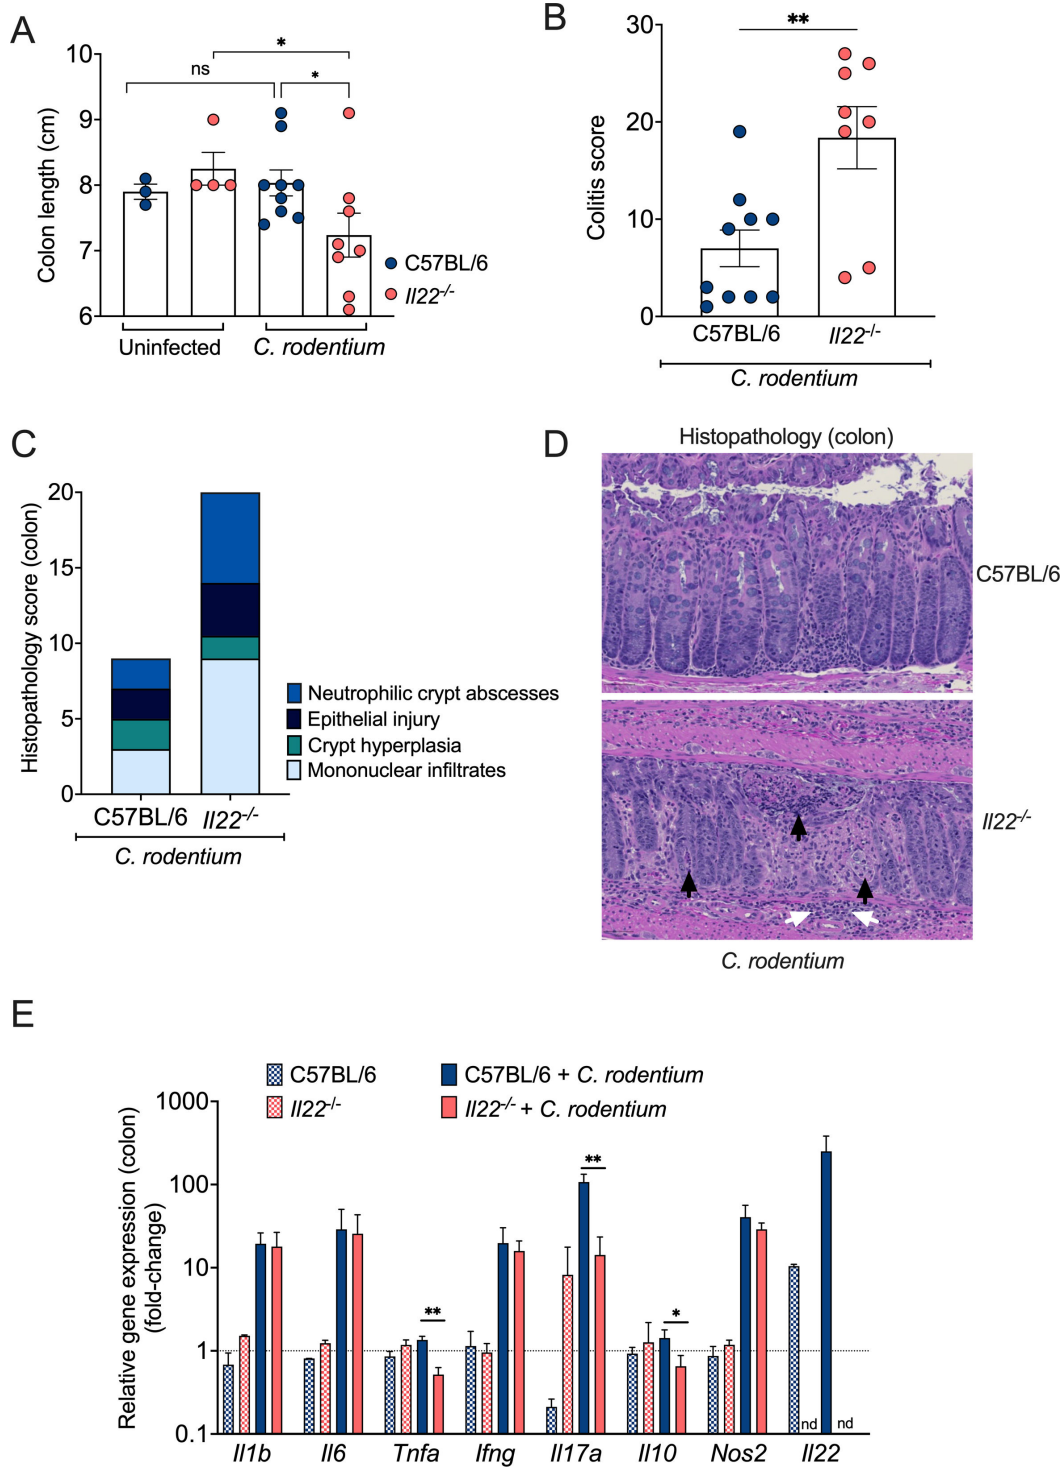 A
Colon length (cm)
10
9
8
7
6
ns
*
*
C57BL/6
Il22-/-
Uninfected
C. rodentium
B
Colitis score
30
20
10
0
**
C57BL/6
Il22-/-
C. rodentium
C
Histopathology score (colon)
20
15
10
5
0
Neutrophilic crypt abscesses
Epithelial injury
Crypt hyperplasia
Mononuclear infiltrates
C57BL/6
Il22-/-
C. rodentium
D
Histopathology (colon)
C57BL/6
Il22-/-
C. rodentium
E
C57BL/6
Il22-/-
C57BL/6 + C. rodentium
Il22-/- + C. rodentium
Relative gene expression (colon)
(fold-change)
1000
100
10
1
0.1
**
**
*
nd
nd
Il1b
Il6
Tnfa
Ifng
Il17a
Il10
Nos2
Il22